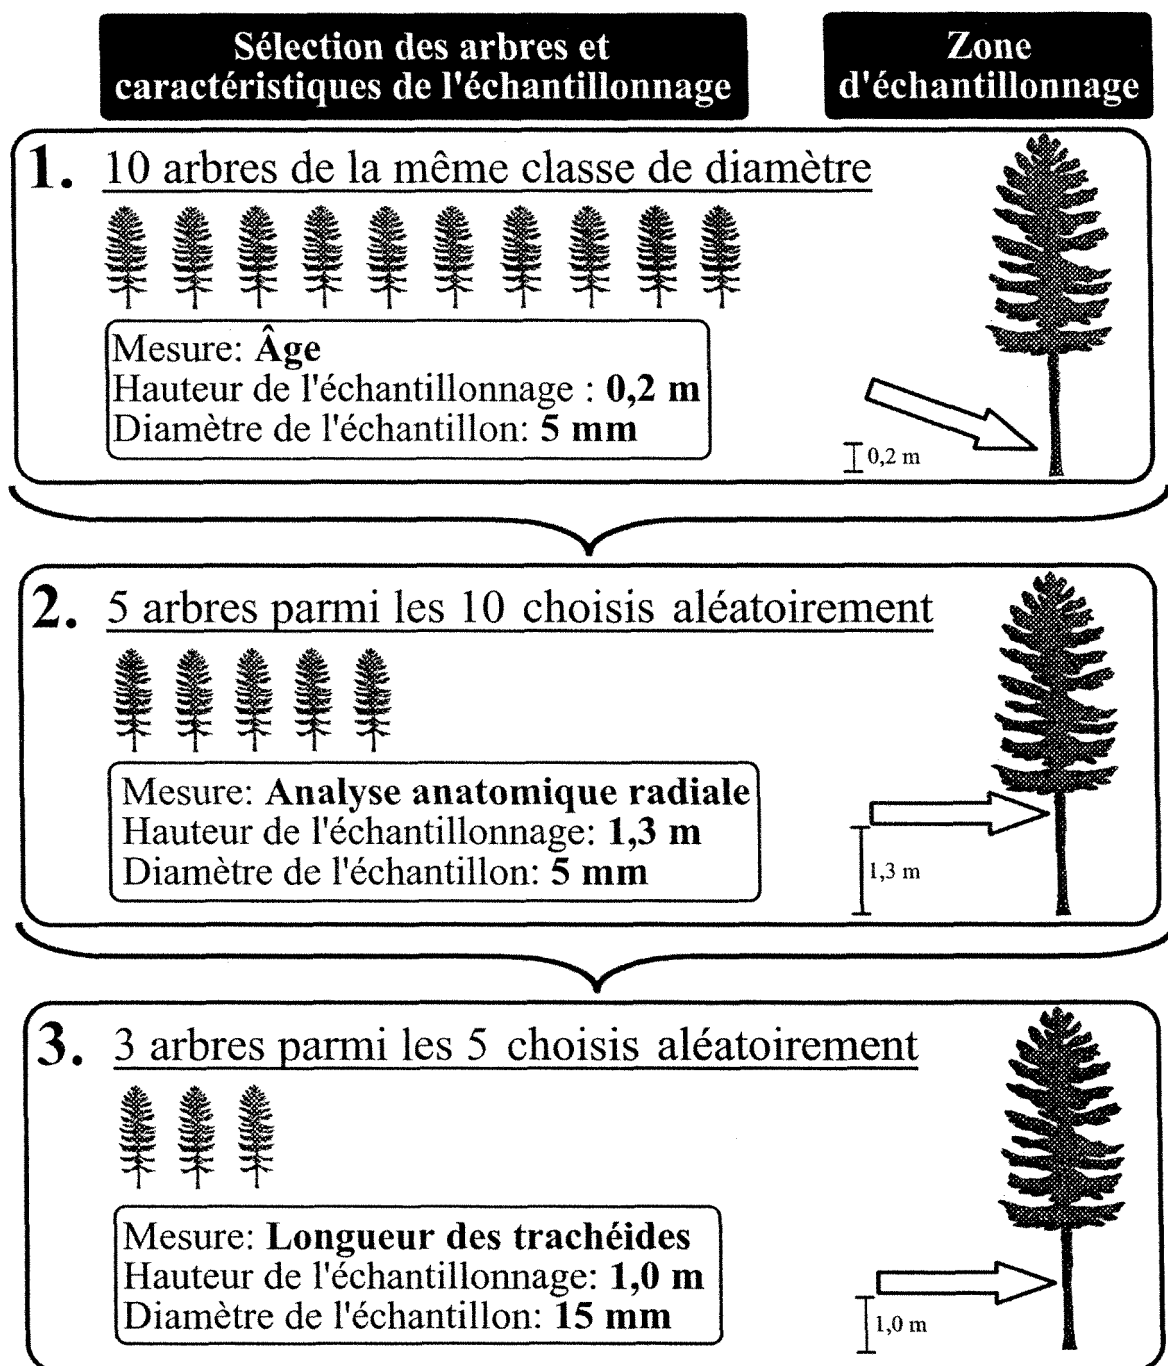 Sélection des arbres et
caractéristiques de l'échantillonnage
Zone
d'échantillonnage
1. 10 arbres de la même classe de diamètre
Mesure: Âge
Hauteur de l'échantillonnage : 0,2 m
Diamètre de l'échantillon: 5 mm
0,2 m
2. 5 arbres parmi les 10 choisis aléatoirement
Mesure: Analyse anatomique radiale
Hauteur de l'échantillonnage: 1,3 m
Diamètre de l'échantillon: 5 mm
1,3 m
3. 3 arbres parmi les 5 choisis aléatoirement
Mesure: Longueur des trachéides
Hauteur de l'échantillonnage: 1,0 m
Diamètre de l'échantillon: 15 mm
1,0 m